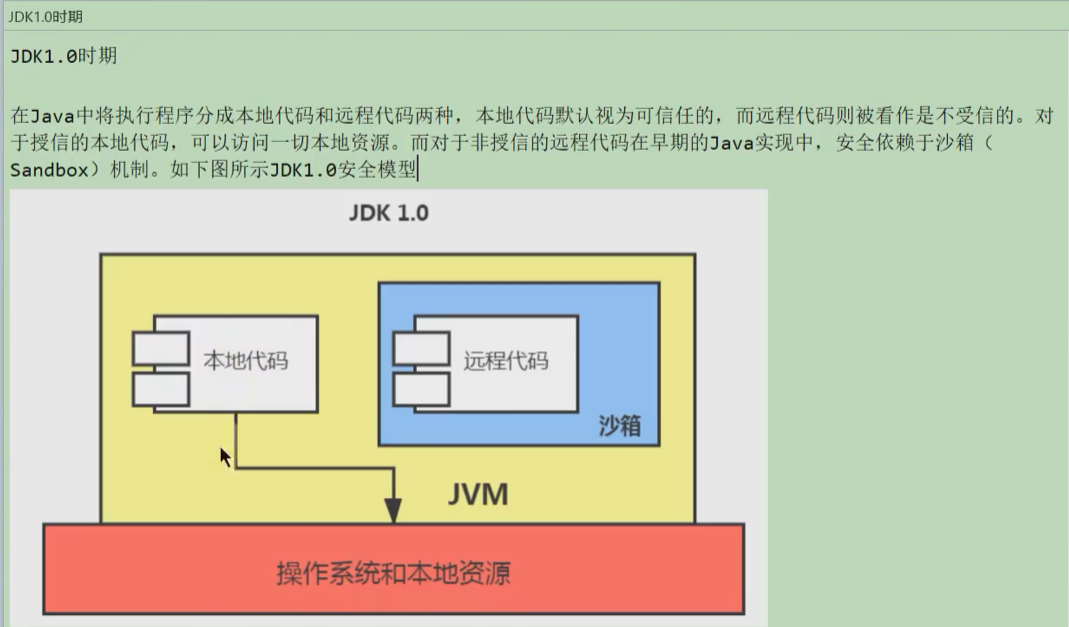 JDK1.0时期
JDK1.0时期
在Java中将执行程序分成本地代码和远程代码两种，本地代码默认视为可信任的，而远程代码则被看作是不受信的。对
于授信的本地代码，可以访问一切本地资源。而对于非授信的远程代码在早期的Java实现中，安全依赖于沙箱（
Sandbox）机制。如下图所示JDK1.0安全模型
JDK 1.0
本地代码
远程代码
沙箱
JVM
操作系统和本地资源